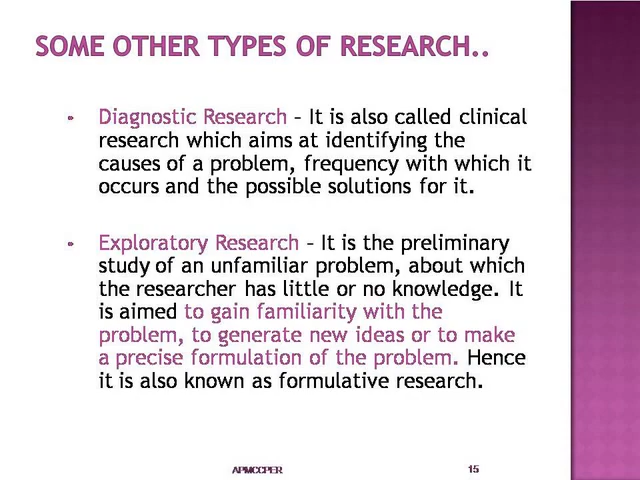 SOME OTHER TYPES OF RESEARCH..
Diagnostic Research – It is also called clinical
research which aims at identifying the
causes of a problem, frequency with which it
occurs and the possible solutions for it.
Exploratory Research – It is the preliminary
study of an unfamiliar problem, about which
the researcher has little or no knowledge. It
is aimed to gain familiarity with the
problem, to generate new ideas or to make
a precise formulation of the problem. Hence
it is also known as formulative research.
APMCCPER
15